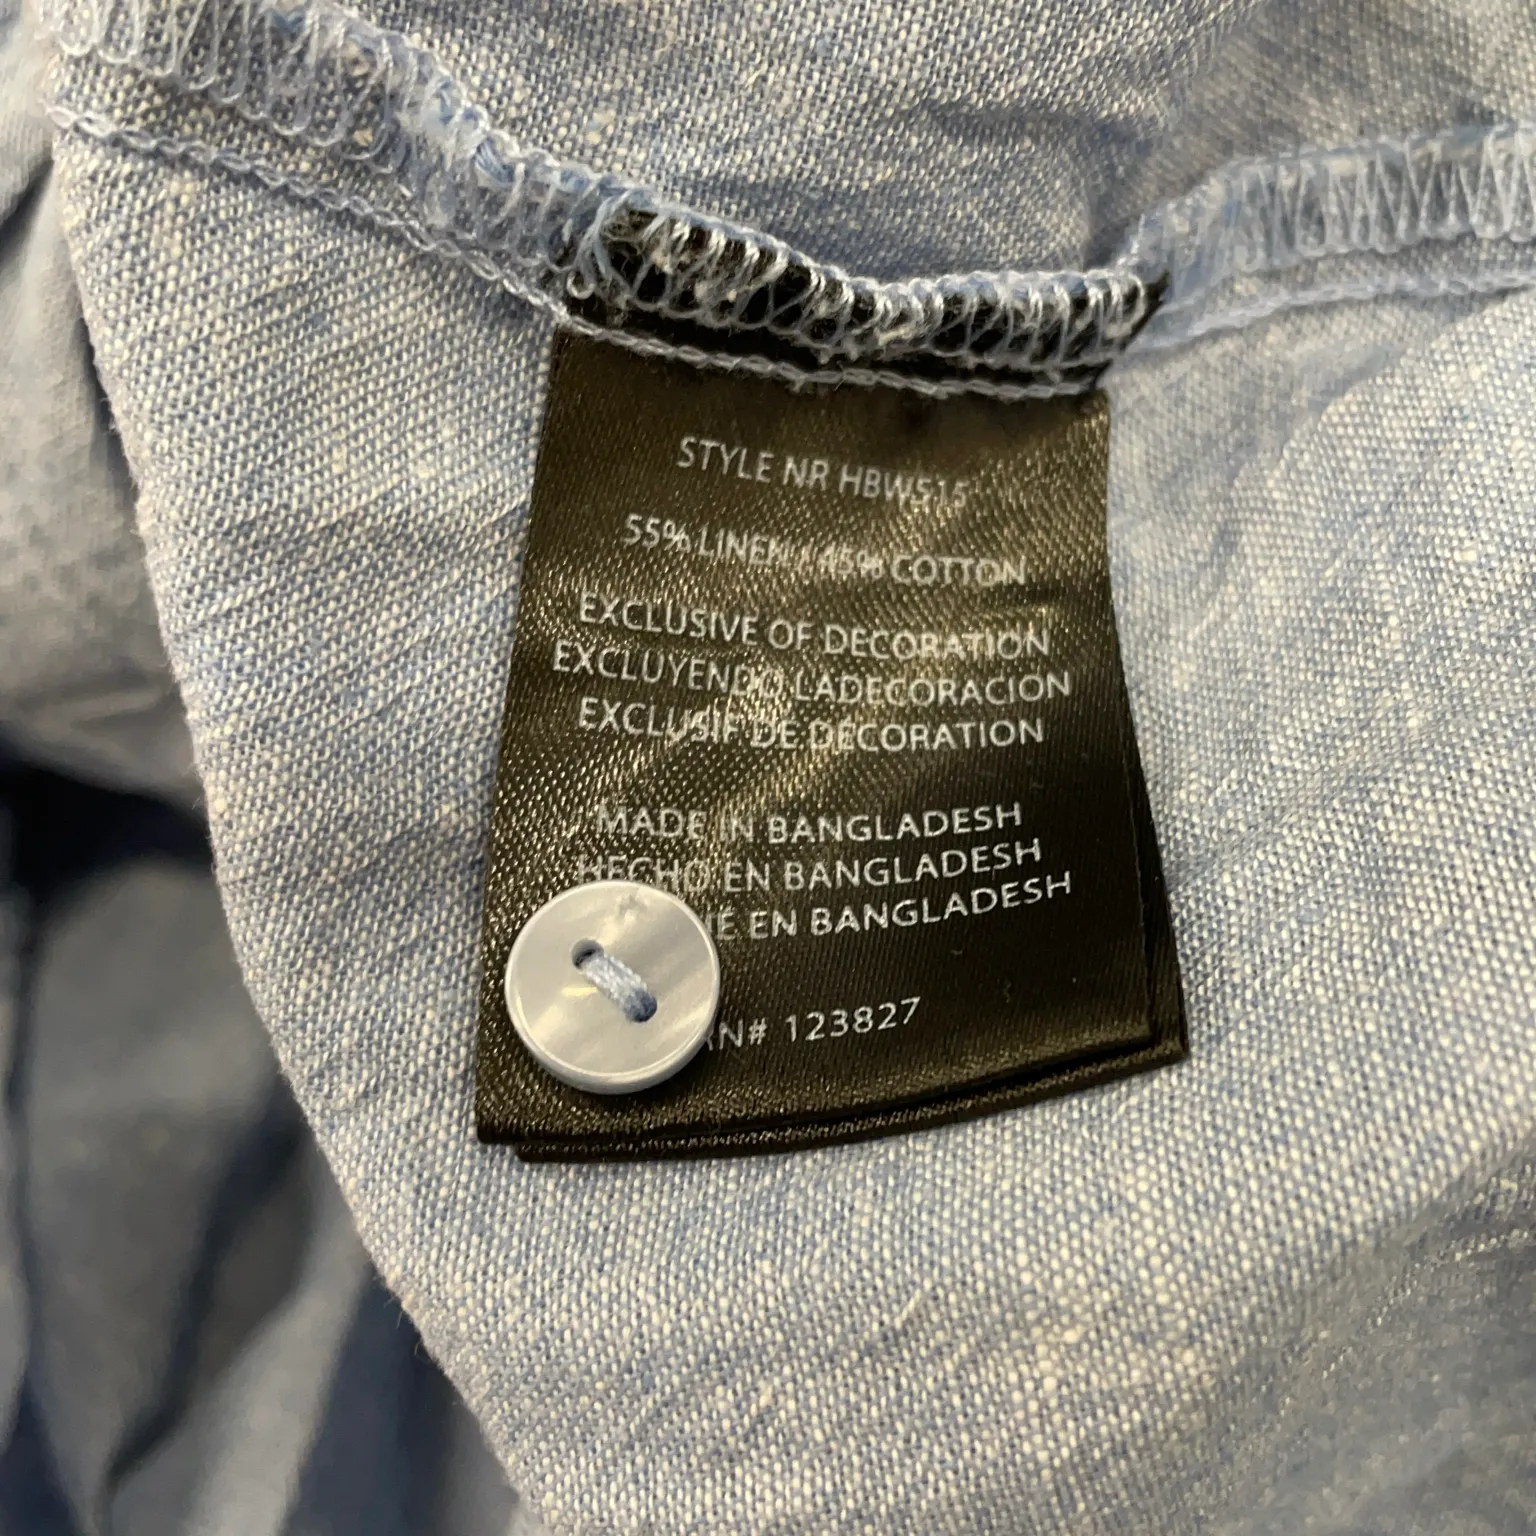 STYLE NR HBW515
55% LINEN / 45% COTTON
EXCLUSIVE OF DECORATION
EXCLUYENDO LADECORACION
EXCLUSIF DE DECORATION
MADE IN BANGLADESH
HECHO EN BANGLADESH
EN BANGLADESH
123827